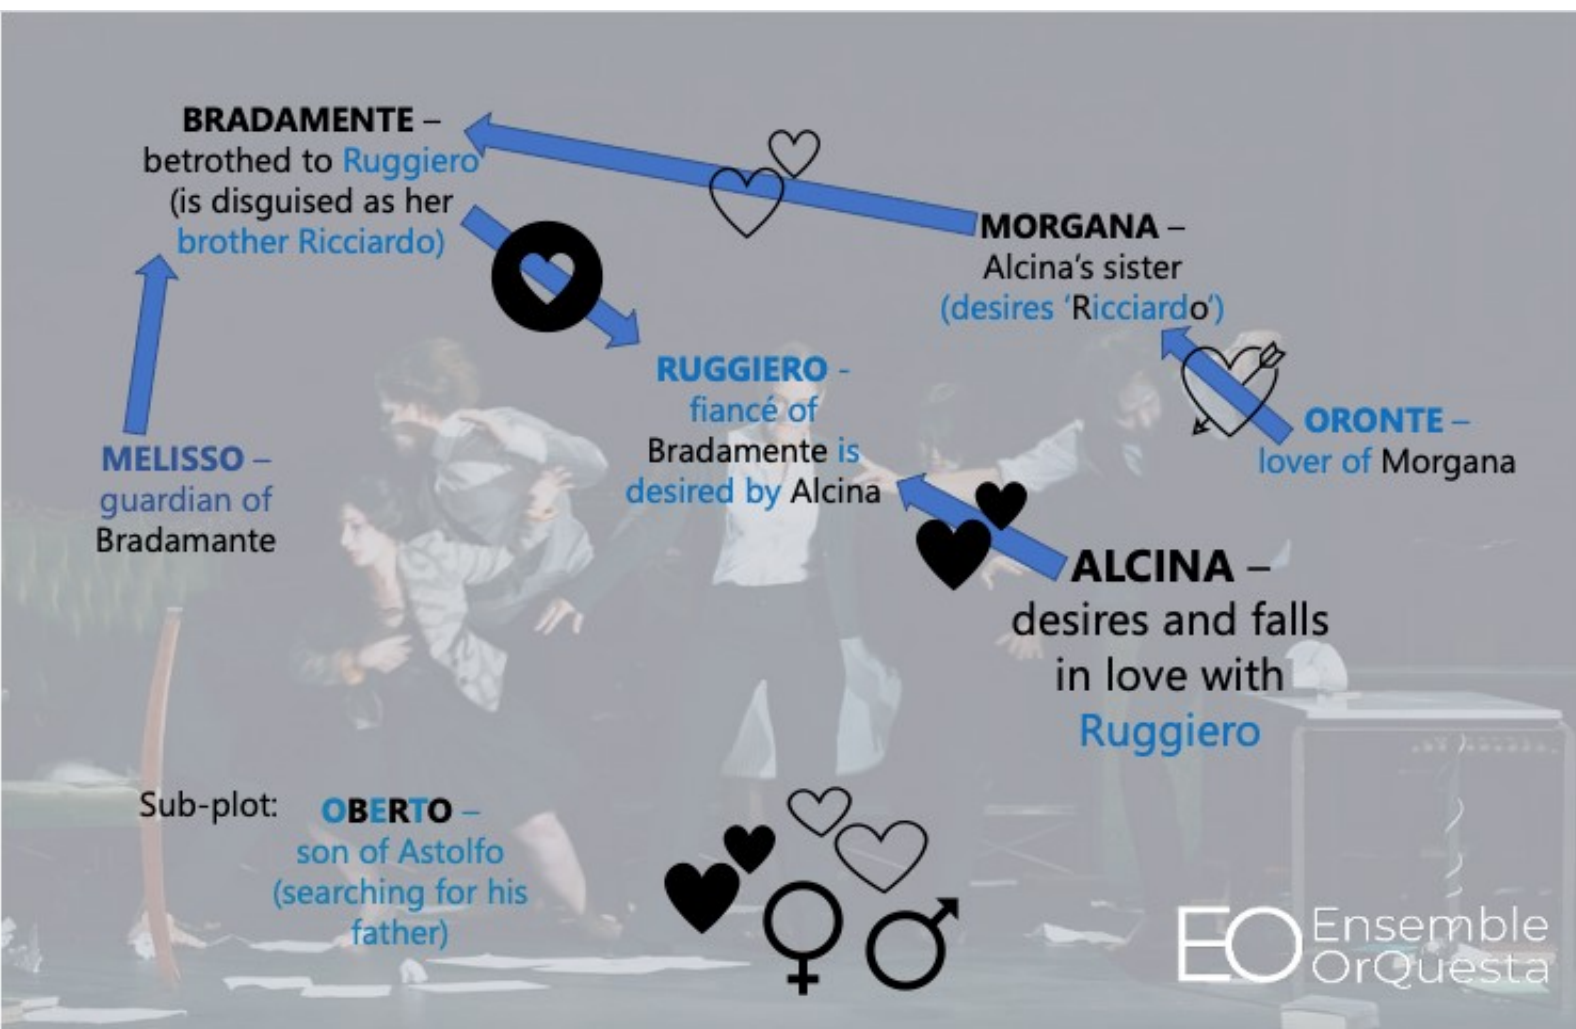 BRADAMENTE –
betrothed to Ruggiero
(is disguised as her
brother Ricciardo)
MORGANA –
Alcina's sister
(desires 'Ricciardo')
RUGGIERO -
fiancé of
Bradamente is
desired by Alcina
ORONTE –
lover of Morgana
MELISSO –
guardian of
Bradamante
ALCINA –
desires and falls
in love with
Ruggiero
Sub-plot:
OBERTO –
son of Astolfo
(searching for his
father)
EO Ensemble
OrQuesta